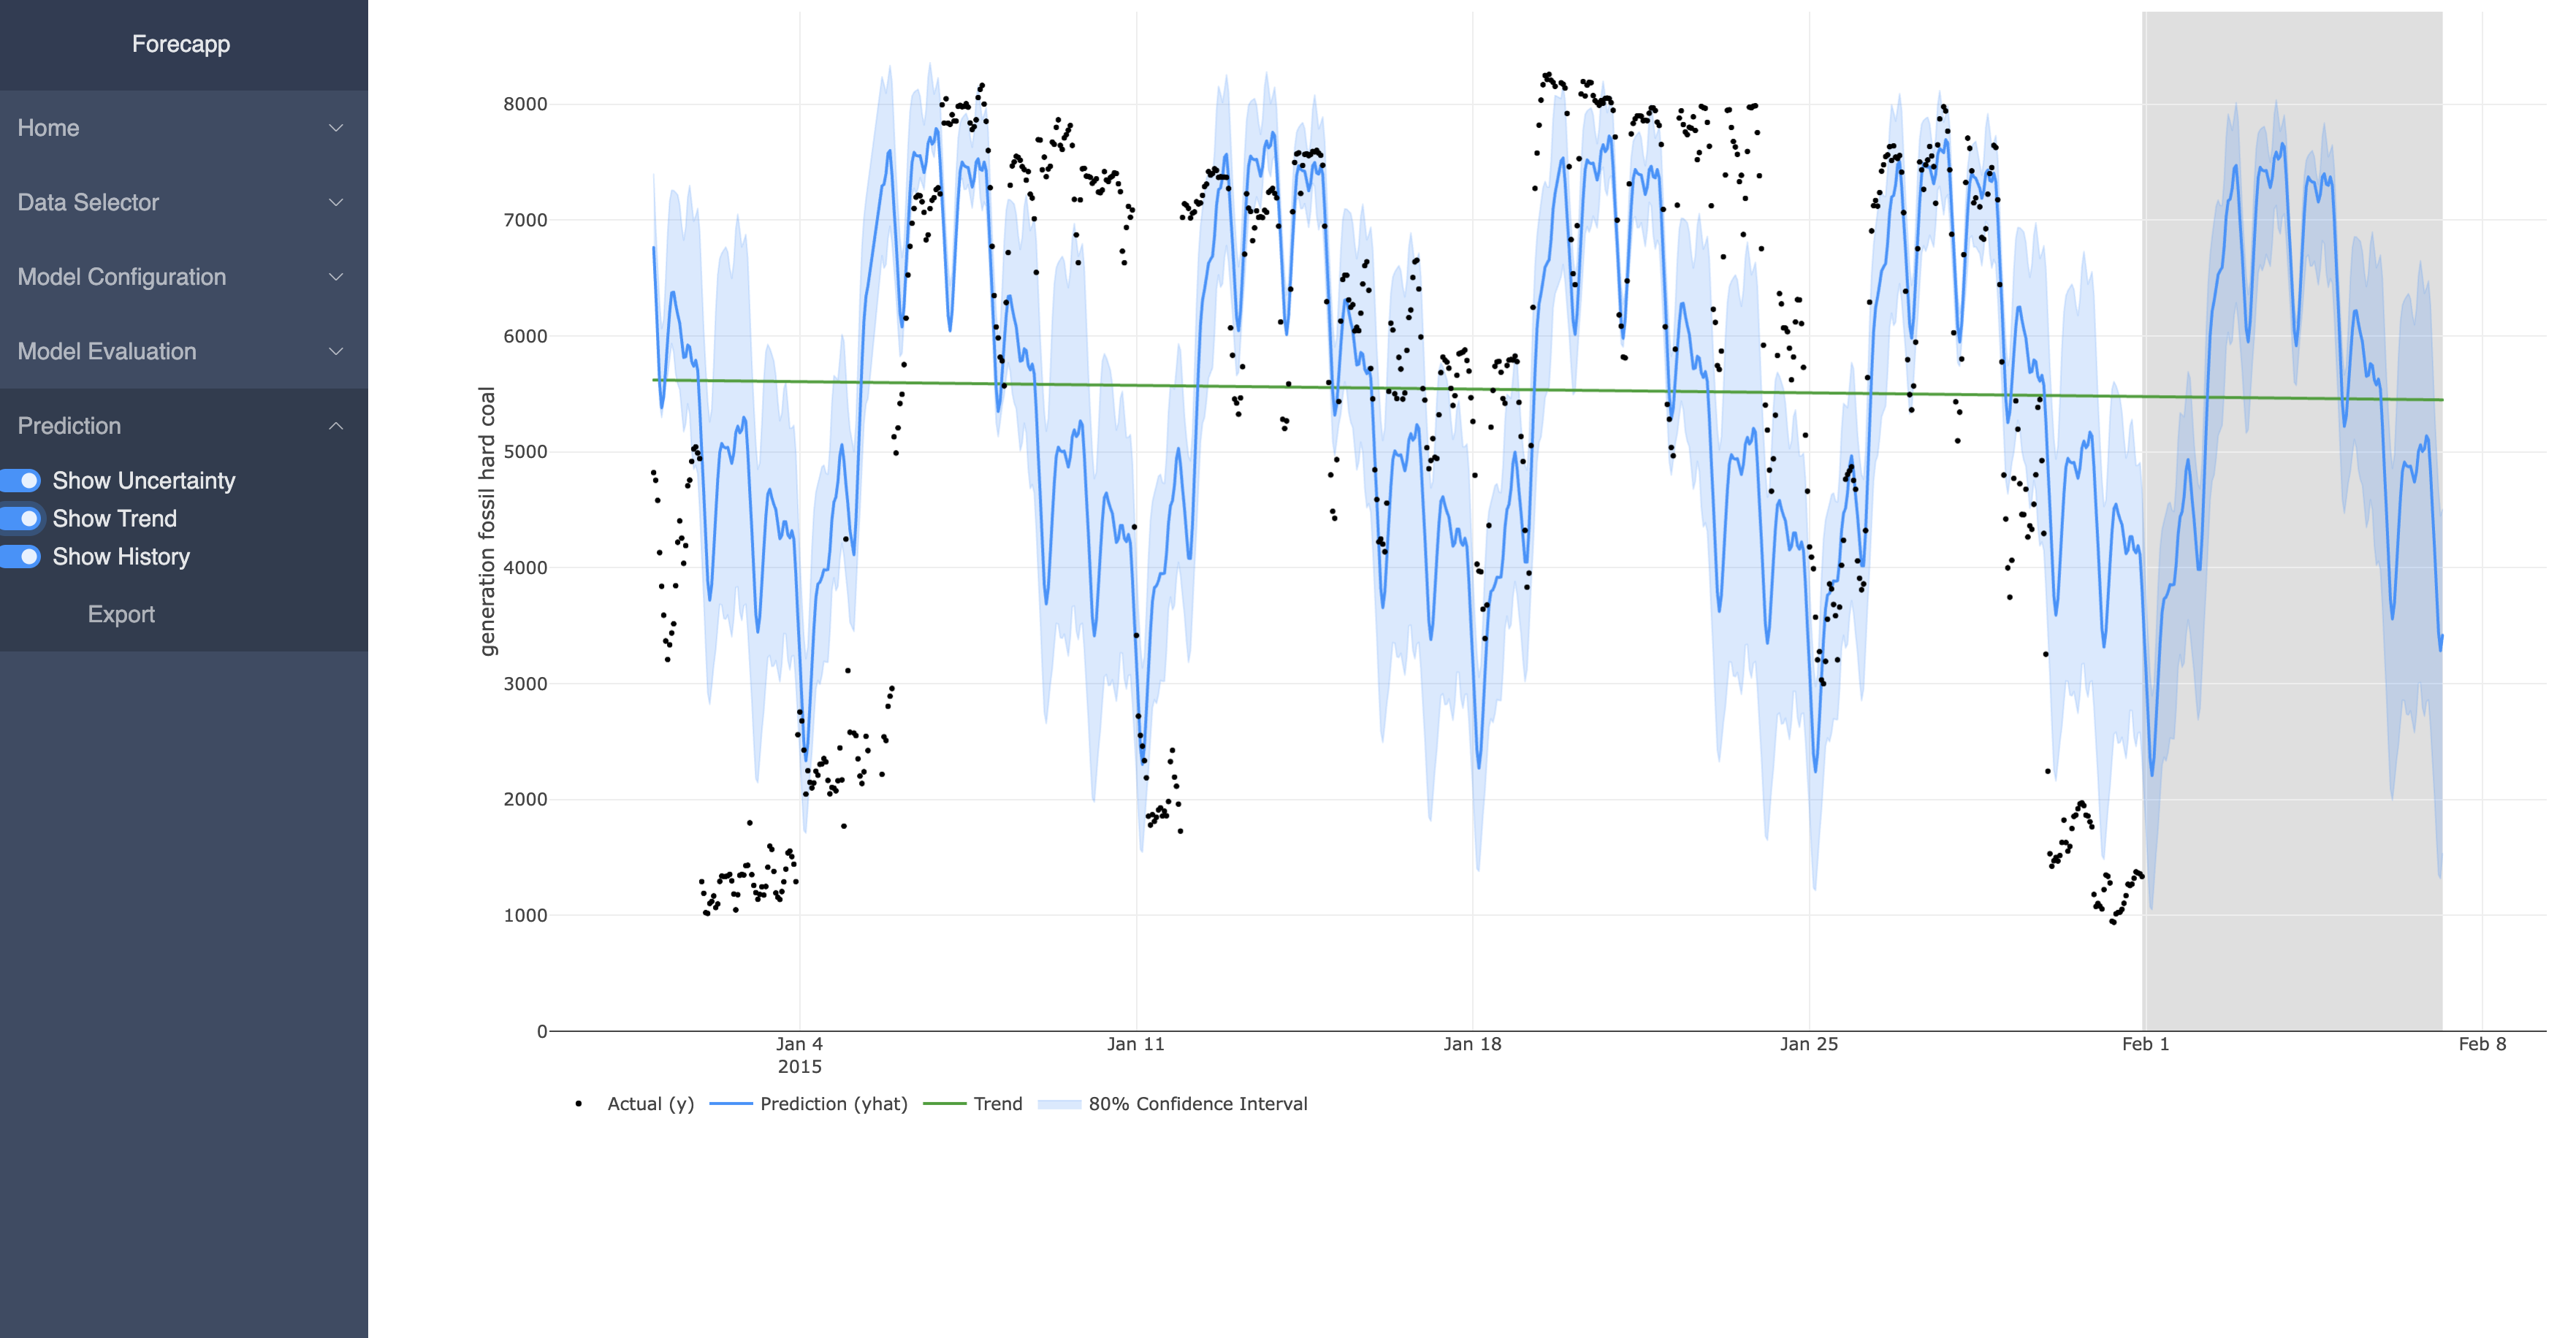 Forecapp
Home
Data Selector
Model Configuration
Model Evaluation
Prediction
Show Uncertainty
Show Trend
Show History
Export
generation fossil hard coal
8000
7000
6000
5000
4000
3000
2000
1000
0
Jan 4
2015
Jan 11
Jan 18
Jan 25
Feb 1
Feb 8
Actual (y)
Prediction (yhat)
Trend
80% Confidence Interval